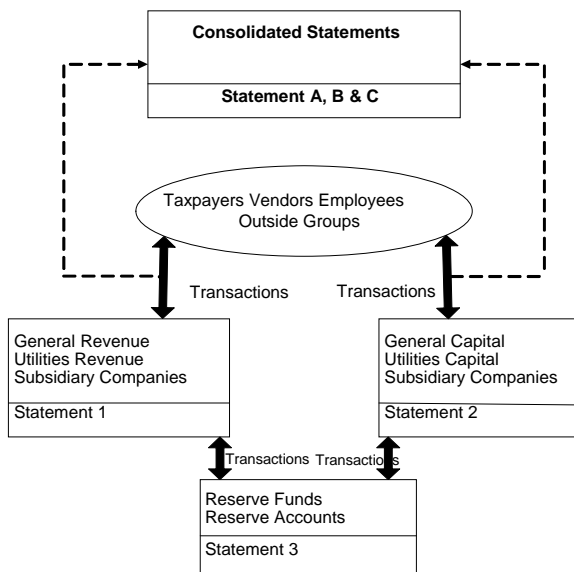 Consolidated Statements
Statement A, B & C
Taxpayers Vendors Employees
Outside Groups
Transactions
Transactions
General Revenue
Utilities Revenue
Subsidiary Companies
Statement 1
General Capital
Utilities Capital
Subsidiary Companies
Statement 2
Transactions
Transactions
Reserve Funds
Reserve Accounts
Statement 3